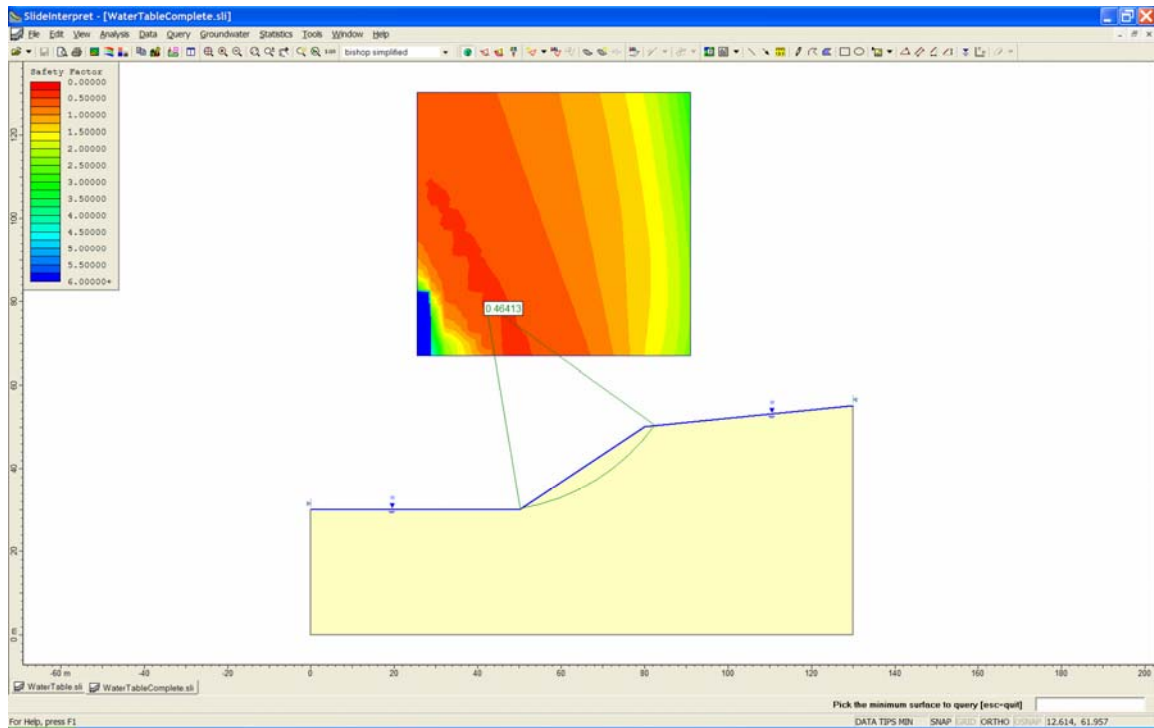 SlideInterpret - [WaterTableComplete.sli]
File Edit View Analysis Data Query Groundwater Statistics Tools Window Help
bishop simplified
Safety Factor
0.00000
0.50000
1.00000
1.50000
2.00000
2.50000
3.00000
3.50000
4.00000
4.50000
5.00000
5.50000
6.00000+
120
100
80
60
40
20
0 m
0.46413
-60 m -40 -20 0 20 40 60 80 100 120 140 160 180 200
WaterTable.sli WaterTableComplete.sli
Pick the minimum surface to query [esc=quit]
For Help, press F1 DATA TIPS MIN SNAP GRID ORTHO OSNAP 12.614, 61.957